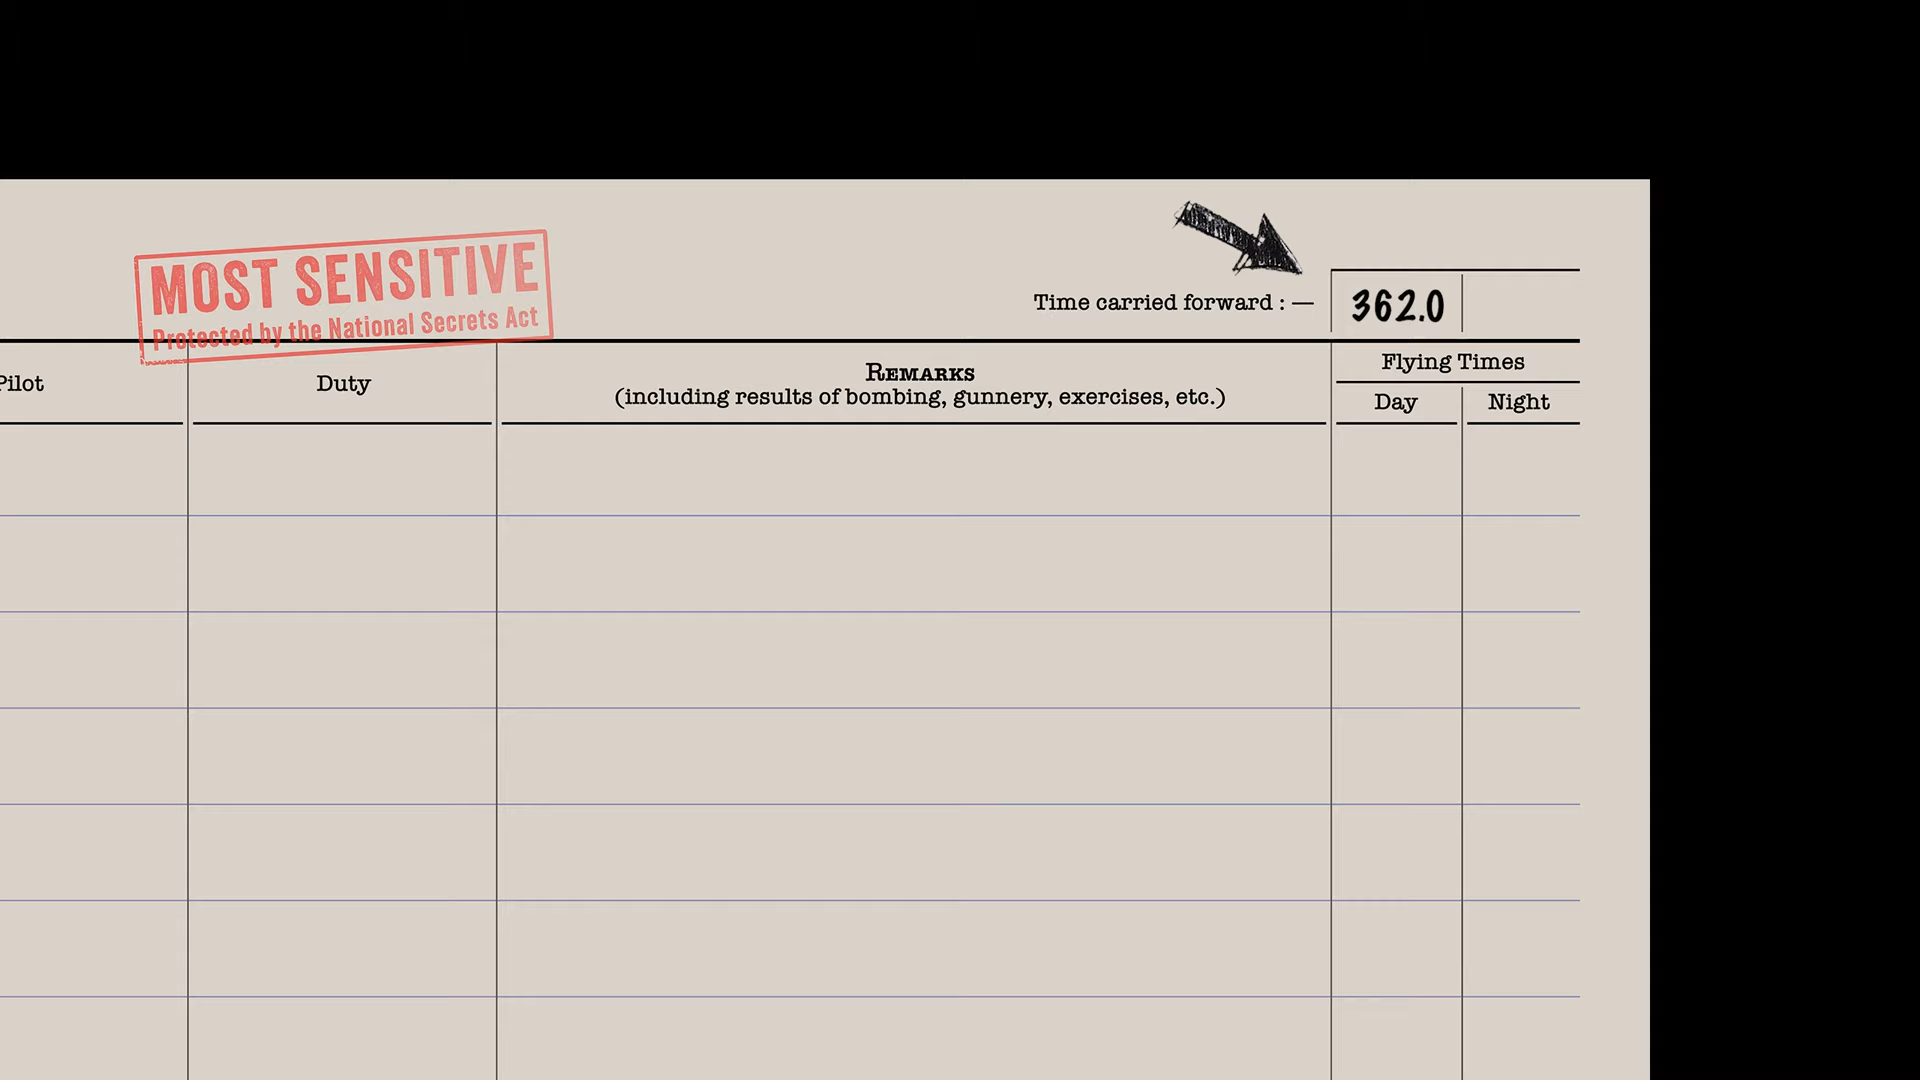 MOST SENSITIVE
Protected by the National Secrets Act
Time carried forward : — 362.0
Pilot
Duty
Remarks
(including results of bombing, gunnery, exercises, etc.)
Flying Times
Day
Night